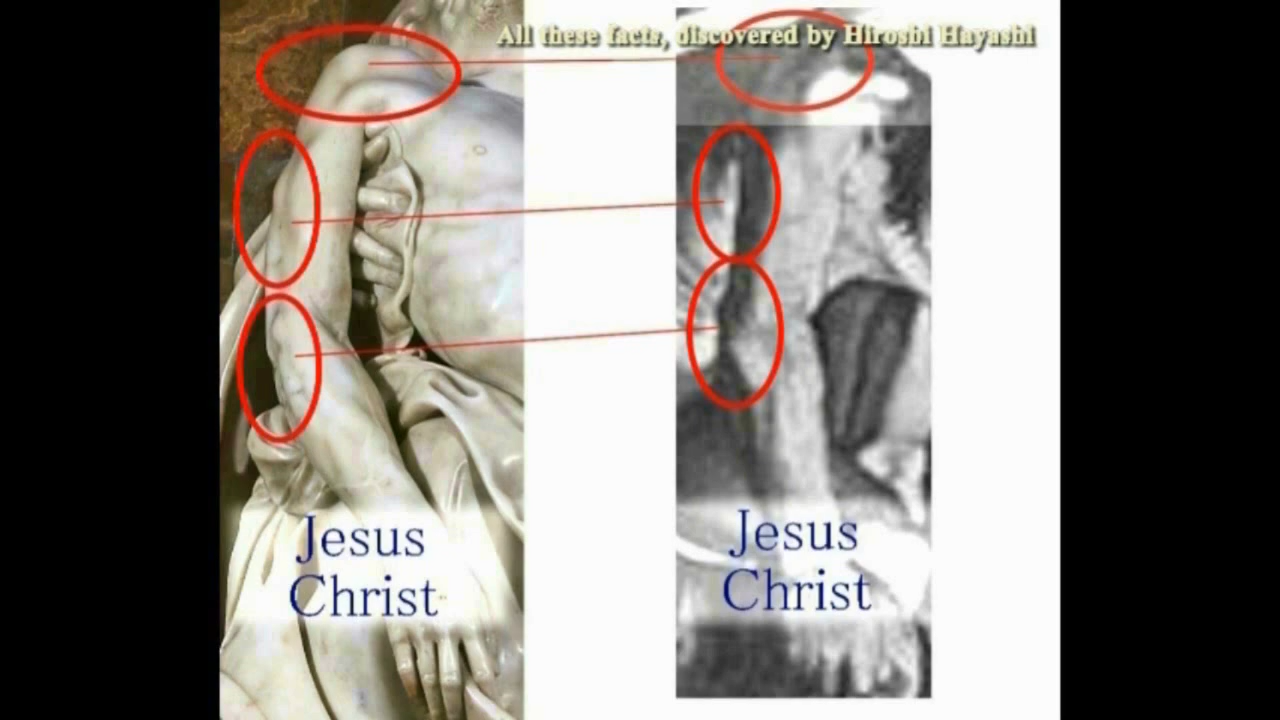 All these facts, discovered by Hiroshi Hayashi
Jesus
Christ
Jesus
Christ